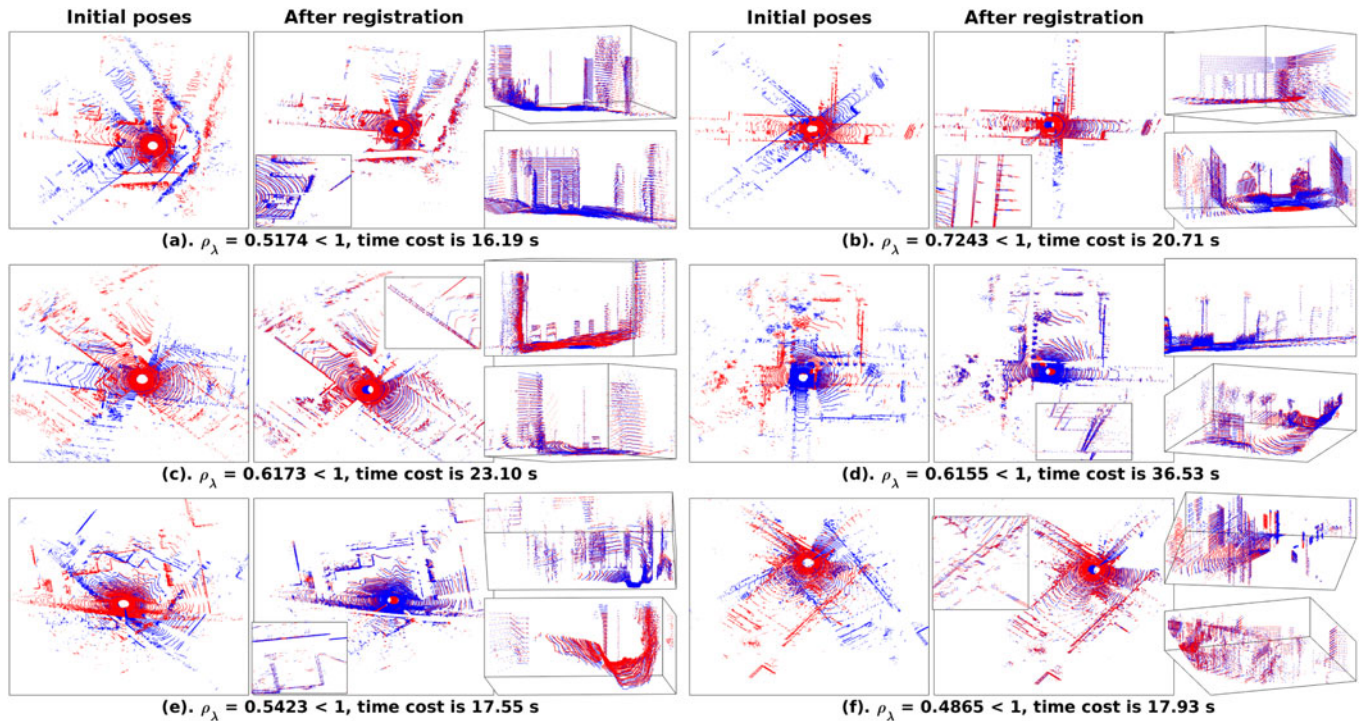 Initial poses After registration Initial poses After registration
(a). ρλ = 0.5174 < 1, time cost is 16.19 s (b). ρλ = 0.7243 < 1, time cost is 20.71 s
(c). ρλ = 0.6173 < 1, time cost is 23.10 s (d). ρλ = 0.6155 < 1, time cost is 36.53 s
(e). ρλ = 0.5423 < 1, time cost is 17.55 s (f). ρλ = 0.4865 < 1, time cost is 17.93 s